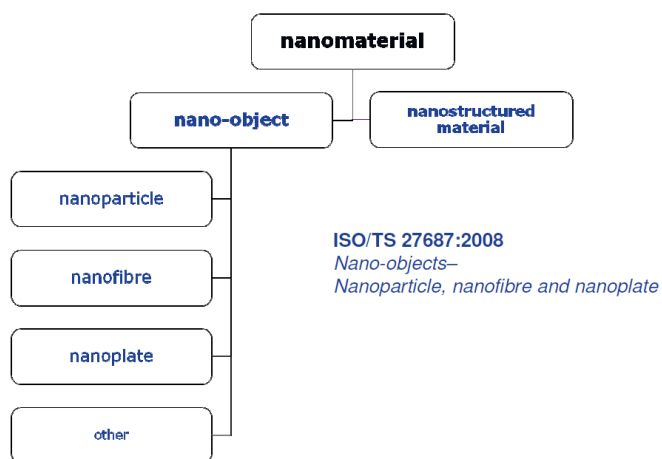 nanomaterial
nano-object
nanostructured
material
nanoparticle
nanofibre
nanoplate
other
ISO/TS 27687:2008
Nano-objects–
Nanoparticle, nanofibre and nanoplate